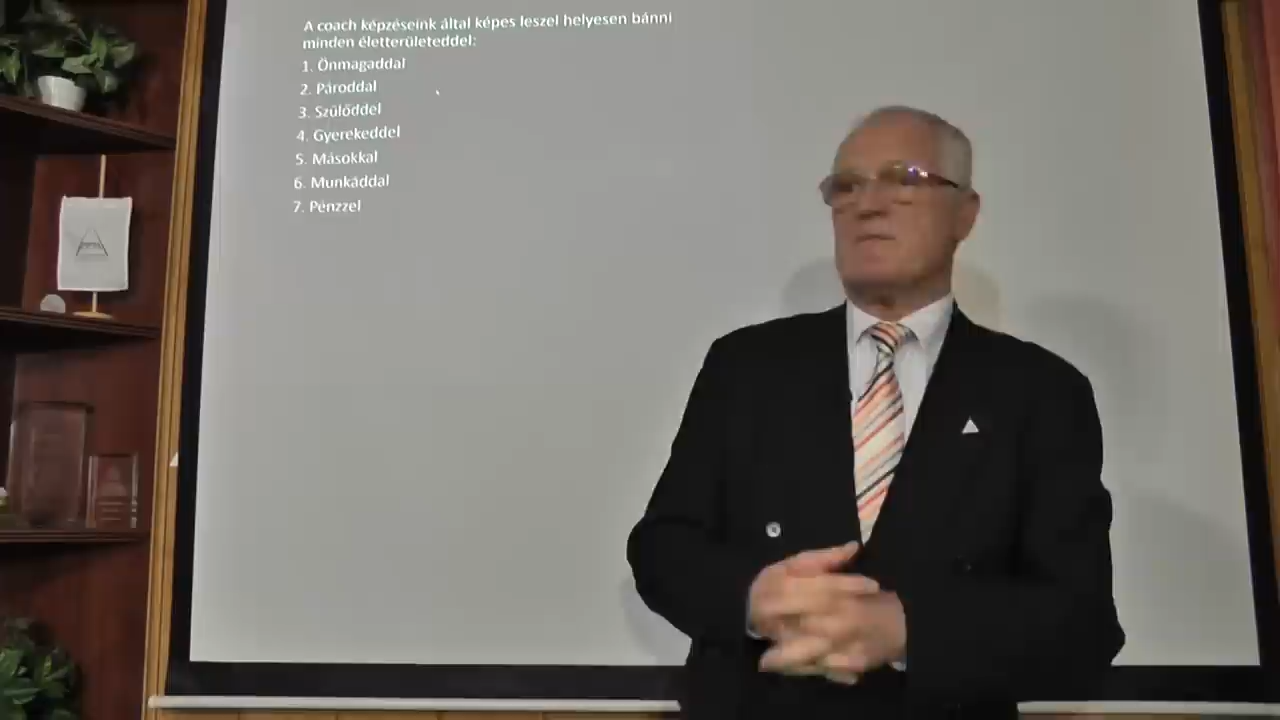 A coach képzéseink által képes leszel helyesen bánni
minden életterületeddel:
1. Önmagaddal
2. Pároddal
3. Szülőddel
4. Gyerekeddel
5. Másokkal
6. Munkáddal
7. Pénzzel